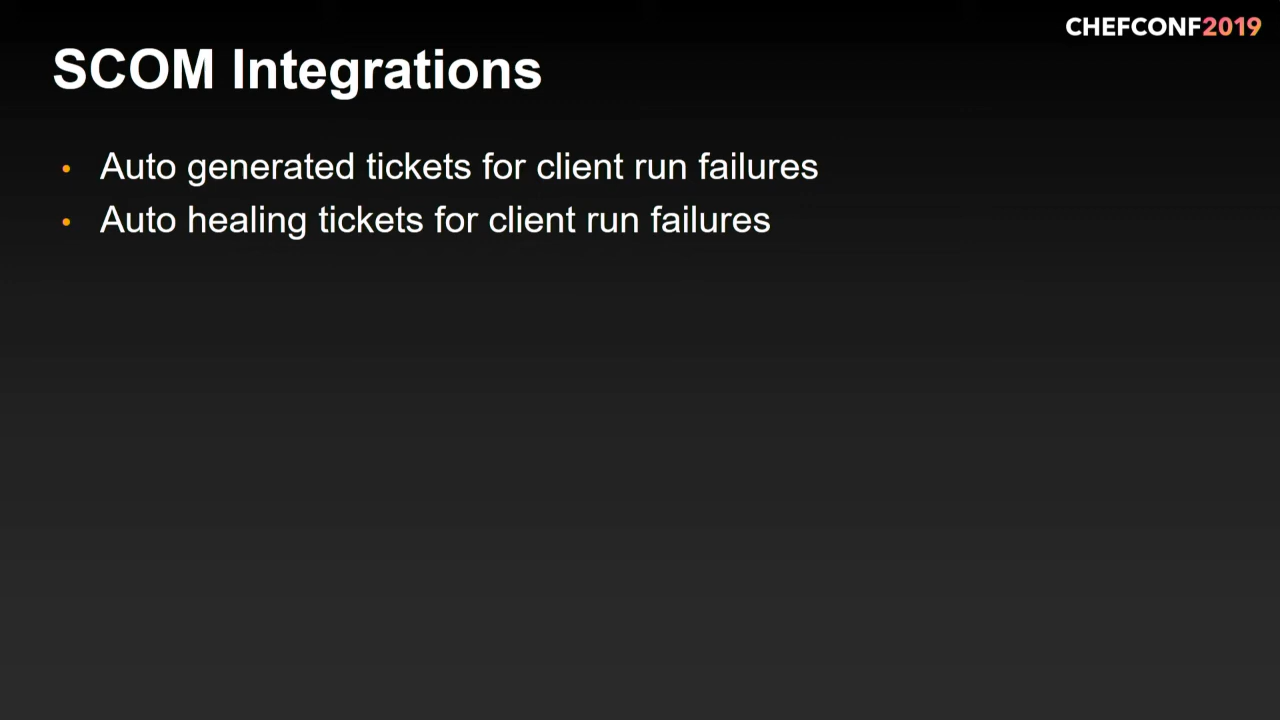 CHEFCONF2019
SCOM Integrations
• Auto generated tickets for client run failures
• Auto healing tickets for client run failures